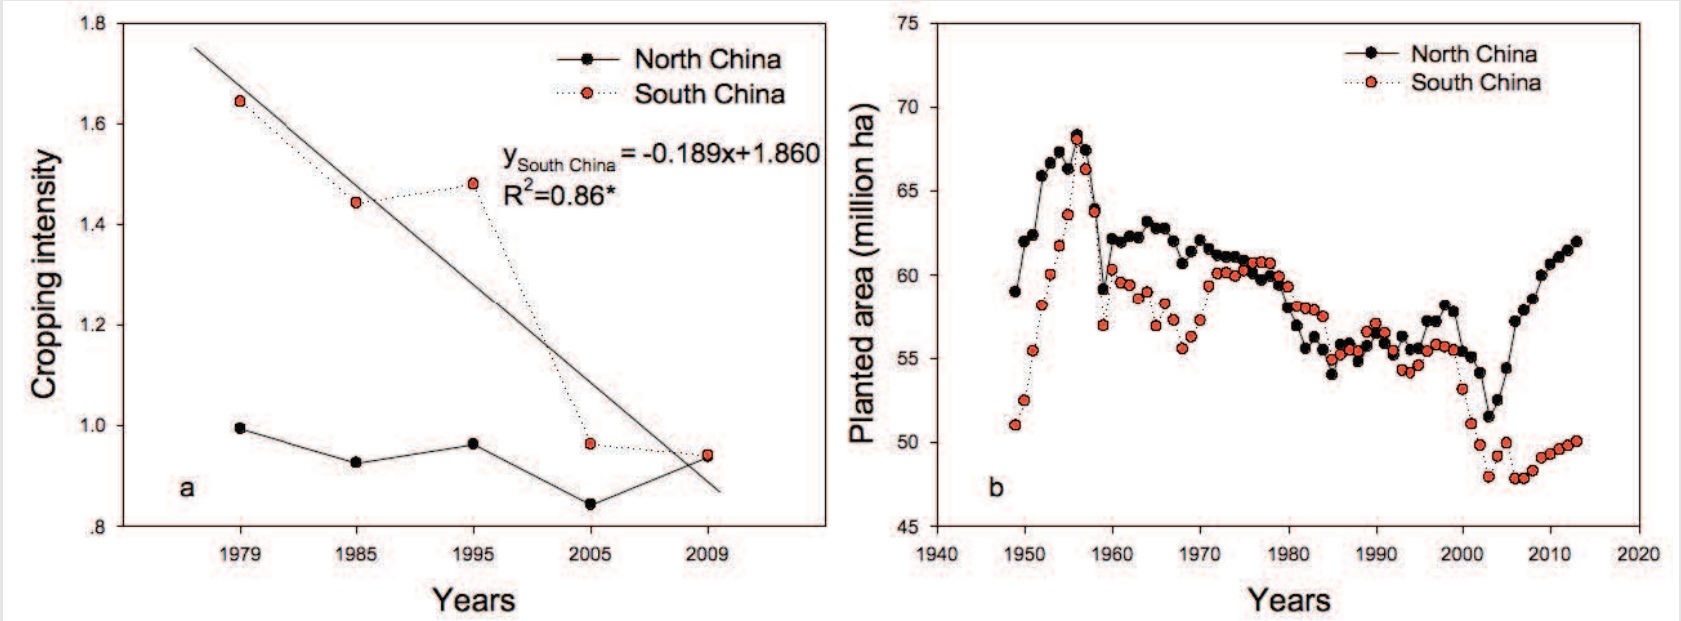 1.8
1.6
1.4
1.2
1.0
.8
Cropping intensity
North China
South China
ySouth China = -0.189x+1.860
R2=0.86*
a
1979 1985 1995 2005 2009
Years
75
70
65
60
55
50
45
Planted area (million ha)
North China
South China
b
1940 1950 1960 1970 1980 1990 2000 2010 2020
Years